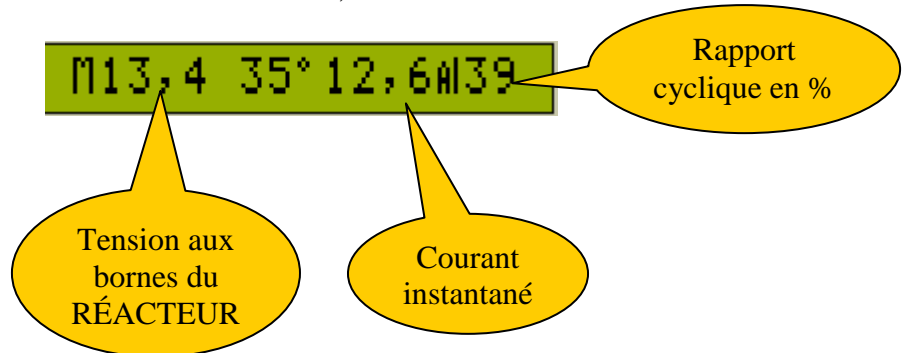 M13,4 35° 12,6A|39
Rapport
cyclique en %
Tension aux
bornes du
RÉACTEUR
Courant
instantané